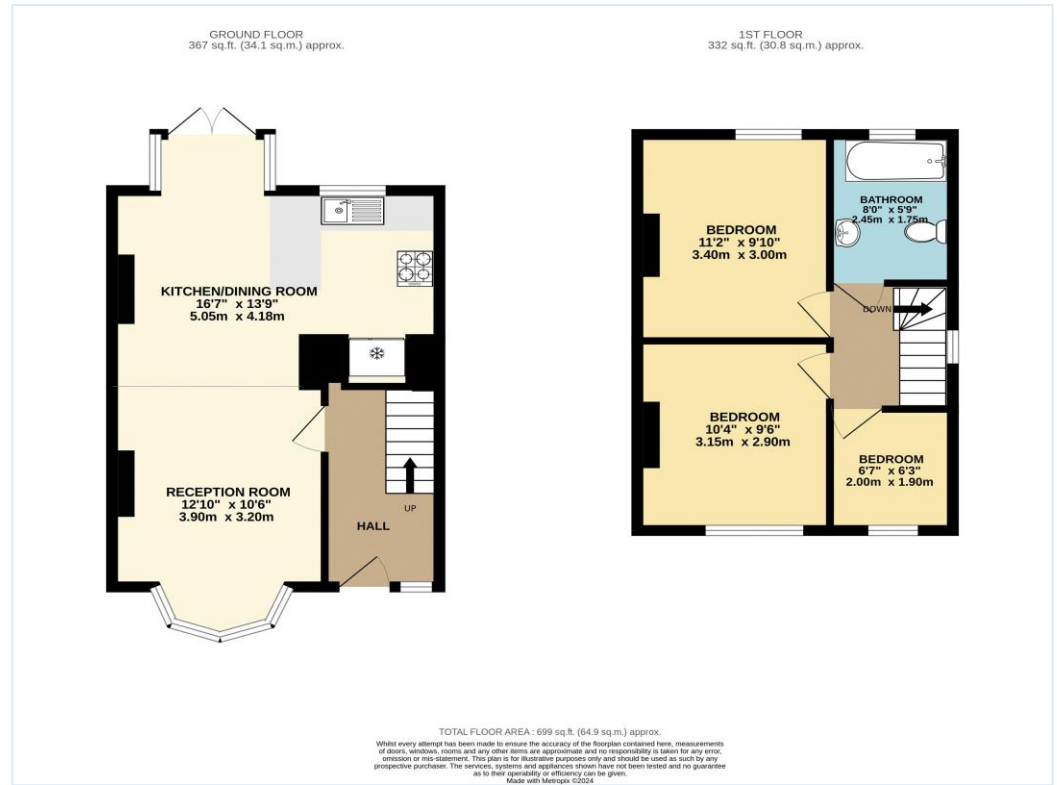 GROUND FLOOR
367 sq.ft. (34.1 sq.m.) approx.
1ST FLOOR
332 sq.ft. (30.8 sq.m.) approx.
KITCHEN/DINING ROOM
16'7" x 13'9"
5.05m x 4.18m
RECEPTION ROOM
12'10" x 10'6"
3.90m x 3.20m
UP
HALL
BEDROOM
11'2" x 9'10"
3.40m x 3.00m
BATHROOM
8'0" x 5'9"
2.45m x 1.75m
DOWN
BEDROOM
10'4" x 9'6"
3.15m x 2.90m
BEDROOM
6'7" x 6'3"
2.00m x 1.90m
TOTAL FLOOR AREA : 699 sq.ft. (64.9 sq.m.) approx.
Whilst every attempt has been made to ensure the accuracy of the floorplan contained here, measurements
of doors, windows, rooms and any other items are approximate and no responsibility is taken for any error,
omission or mis-statement. This plan is for illustrative purposes only and should be used as such by any
prospective purchaser. The services, systems and appliances shown have not been tested and no guarantee
as to their operability or efficiency can be given.
Made with Metropix ©2024